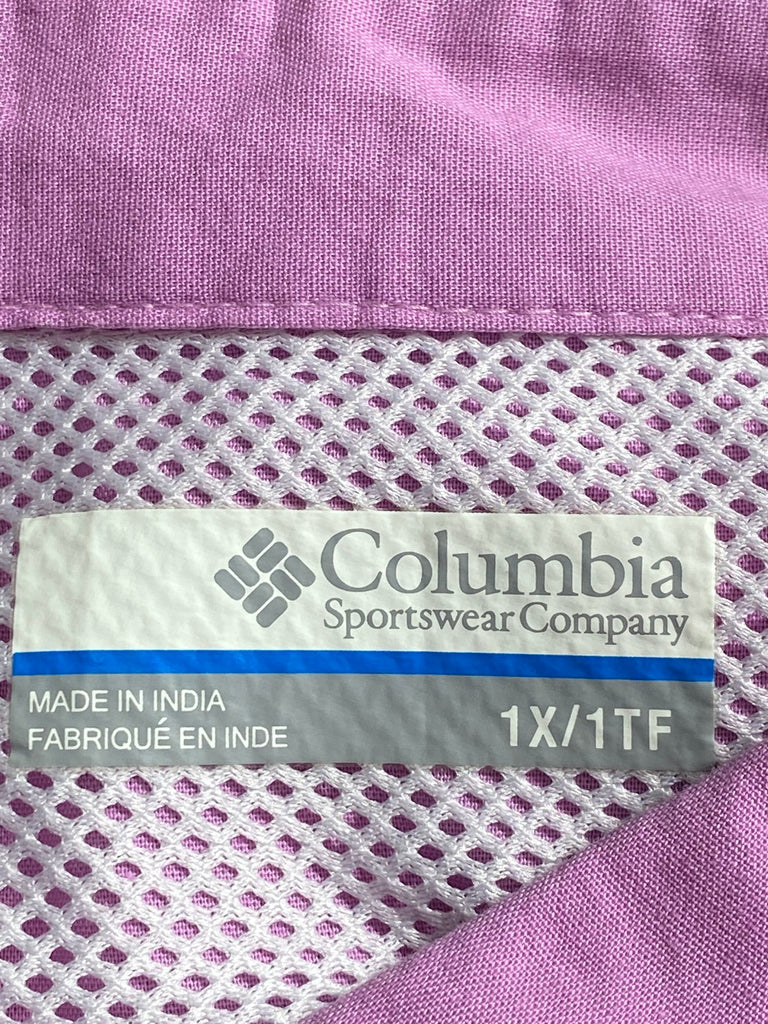 Columbia
Sportswear Company
MADE IN INDIA
FABRIQUÉ EN INDE
1X/1TF